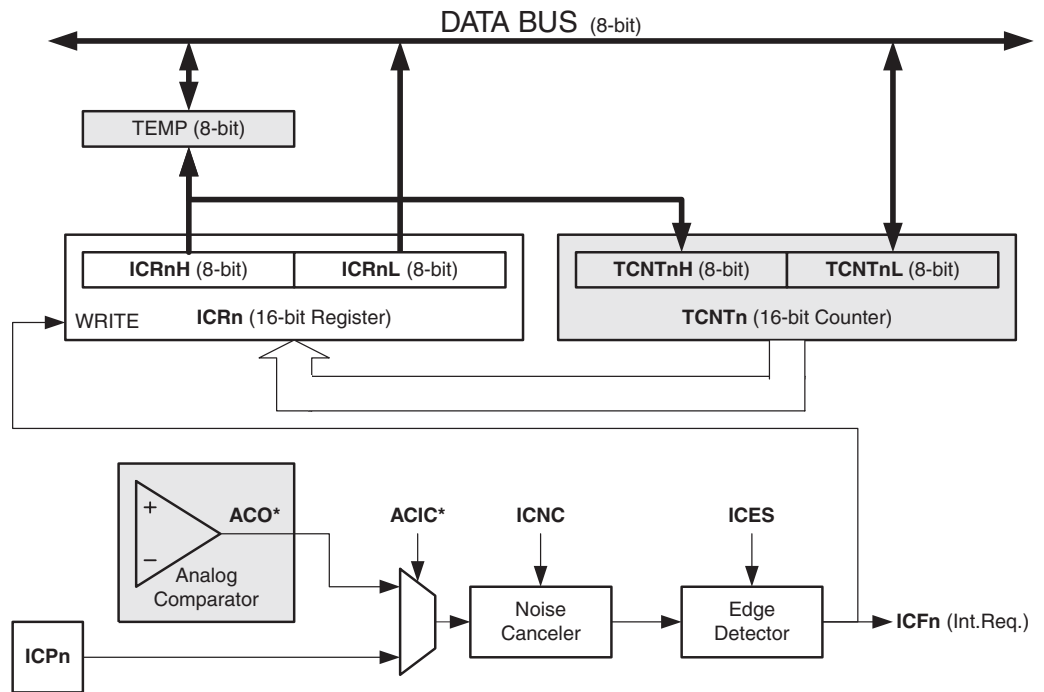 DATA BUS (8-bit)
TEMP (8-bit)
ICRnH (8-bit)
ICRnL (8-bit)
TCNTnH (8-bit)
TCNTnL (8-bit)
WRITE
ICRn (16-bit Register)
TCNTn (16-bit Counter)
+
−
ACO*
Analog
Comparator
ACIC*
ICNC
ICES
Noise
Canceler
Edge
Detector
ICFn (Int.Req.)
ICPn